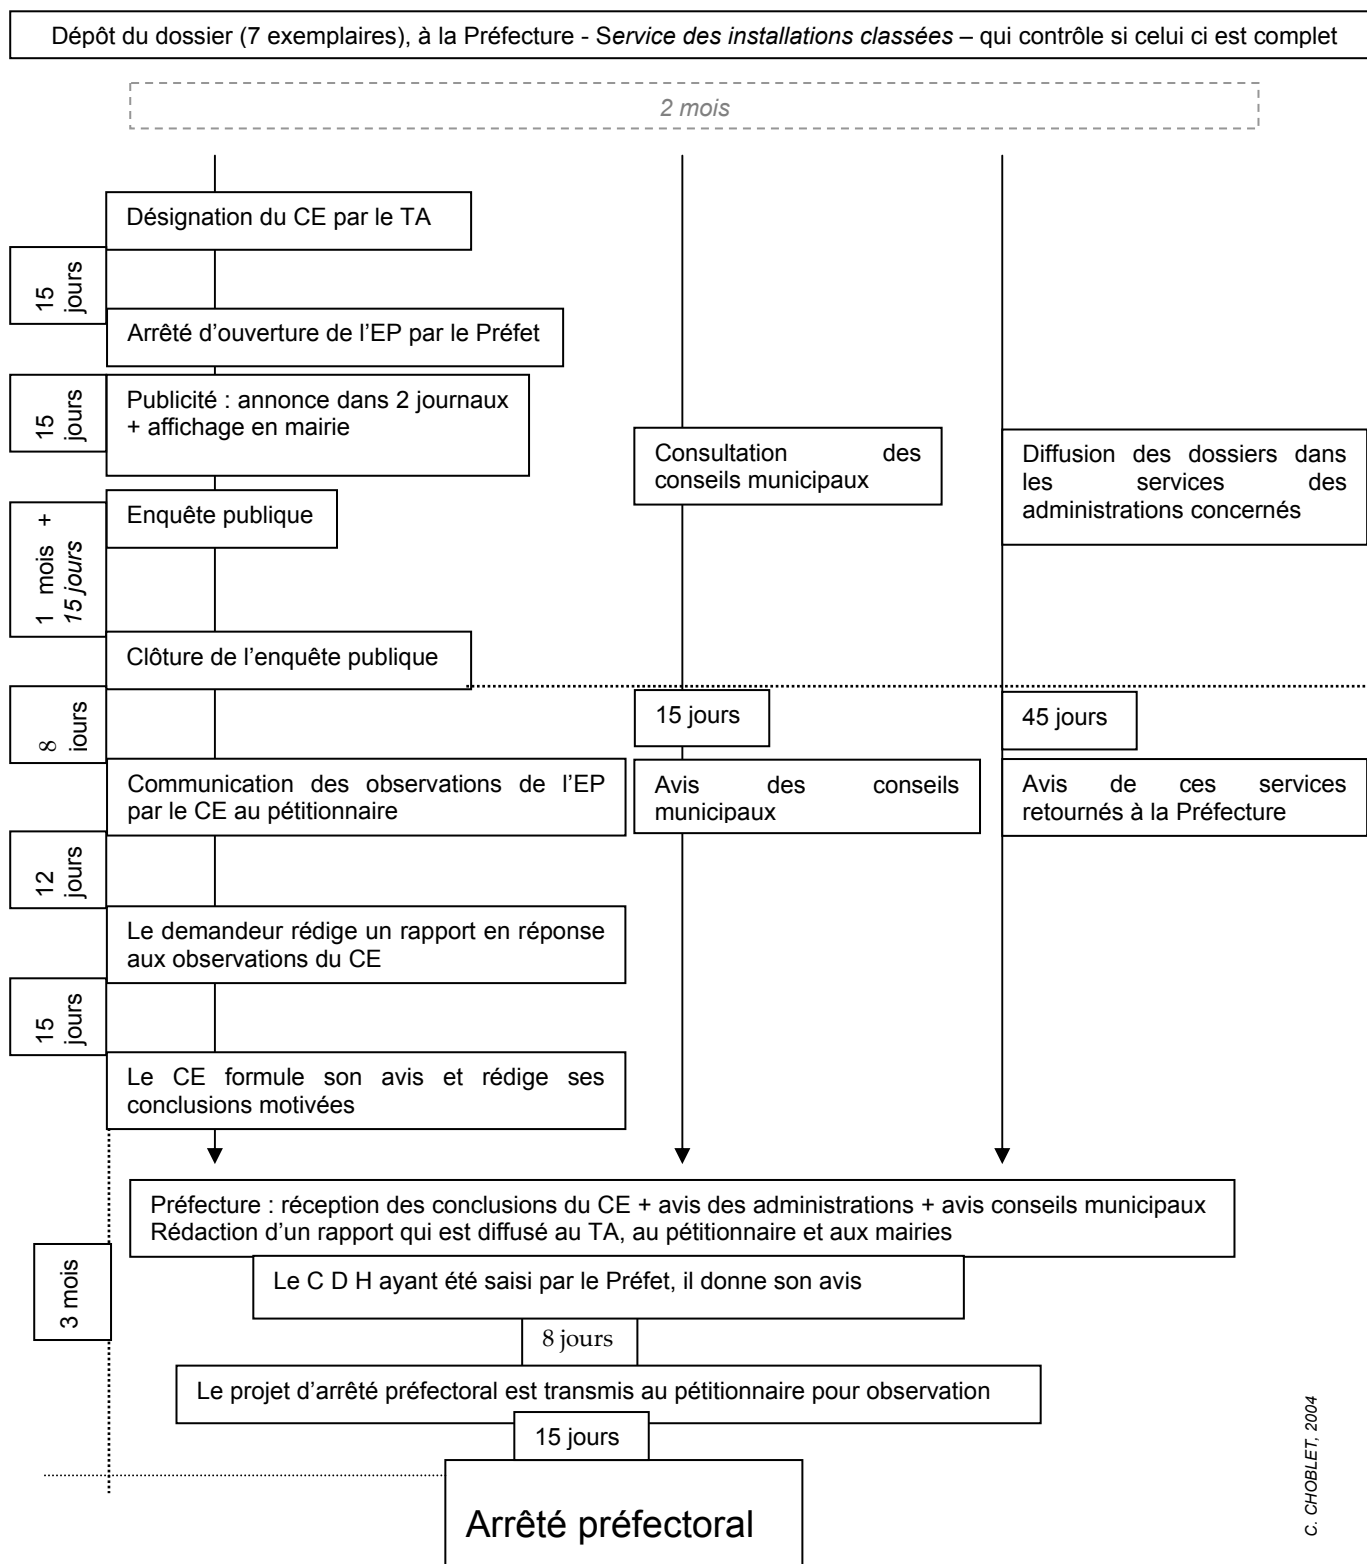 Dépôt du dossier (7 exemplaires), à la Préfecture - Service des installations classées – qui contrôle si celui ci est complet
2 mois
Désignation du CE par le TA
15
jours
Arrêté d'ouverture de l'EP par le Préfet
15
jours
Publicité : annonce dans 2 journaux
+ affichage en mairie
Consultation des
conseils municipaux
Diffusion des dossiers dans
les services des
administrations concernés
Enquête publique
1 mois +
15 jours
Clôture de l'enquête publique
8
jours
15 jours
45 jours
Communication des observations de l'EP
par le CE au pétitionnaire
Avis des conseils
municipaux
Avis de ces services
retournés à la Préfecture
12
jours
Le demandeur rédige un rapport en réponse
aux observations du CE
15
jours
Le CE formule son avis et rédige ses
conclusions motivées
Préfecture : réception des conclusions du CE + avis des administrations + avis conseils municipaux
Rédaction d'un rapport qui est diffusé au TA, au pétitionnaire et aux mairies
3 mois
Le C D H ayant été saisi par le Préfet, il donne son avis
8 jours
Le projet d'arrêté préfectoral est transmis au pétitionnaire pour observation
15 jours
Arrêté préfectoral
C. CHOBLET, 2004